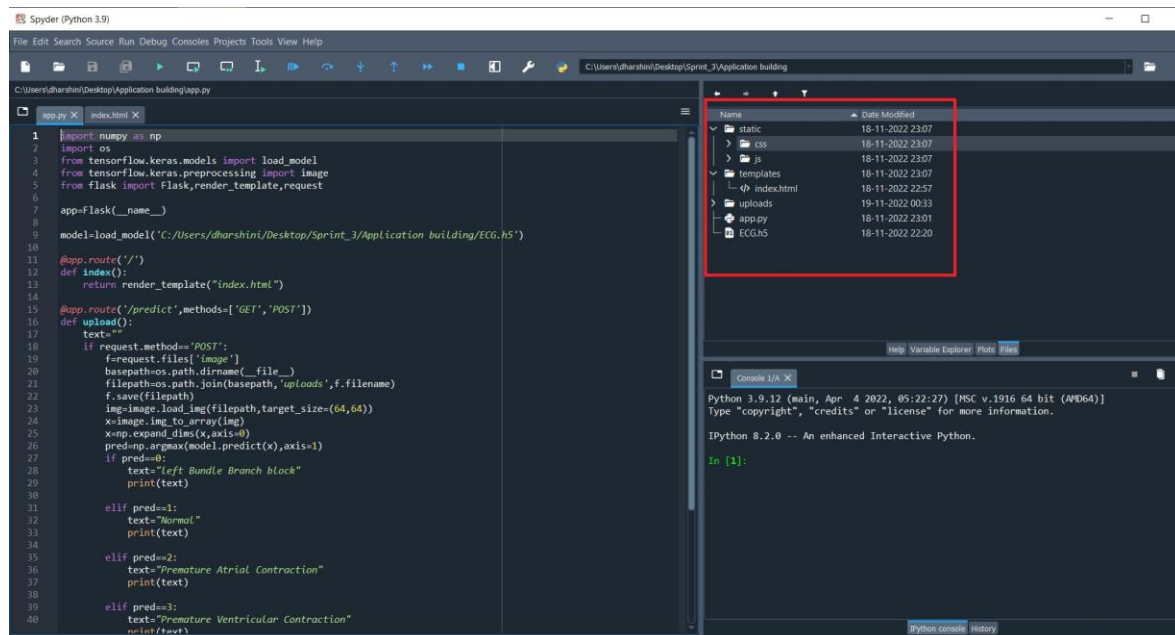 Spyder (Python 3.9)
File Edit Search Source Run Debug Consoles Projects Tools View Help
C:\Users\dharshini\Desktop\Sprint_3\Application building
C:\Users\dharshini\Desktop\Application building\app.py
app.py X index.html X
1 import numpy as np
2 import os
3 from tensorflow.keras.models import load_model
4 from tensorflow.keras.preprocessing import image
5 from flask import Flask,render_template,request
6
7 app=Flask(__name__)
8
9 model=load_model('C:/Users/dharshini/Desktop/Sprint_3/Application building/ECG.h5')
10
11 @app.route('/')
12 def index():
13     return render_template("index.html")
14
15 @app.route('/predict',methods=['GET','POST'])
16 def upload():
17     text=""
18     if request.method=='POST':
19         f=request.files['image']
20         basepath=os.path.dirname(__file__)
21         filepath=os.path.join(basepath,'uploads',f.filename)
22         f.save(filepath)
23         img=image.load_img(filepath,target_size=(64,64))
24         x=image.img_to_array(img)
25         x=np.expand_dims(x,axis=0)
26         pred=np.argmax(model.predict(x),axis=1)
27         if pred==0:
28             text="Left Bundle Branch block"
29             print(text)
30
31         elif pred==1:
32             text="Normal"
33             print(text)
34
35         elif pred==2:
36             text="Premature Atrial Contraction"
37             print(text)
38
39         elif pred==3:
40             text="Premature Ventricular Contraction"
print(text)
Name Date Modified
static 18-11-2022 23:07
css 18-11-2022 23:07
js 18-11-2022 23:07
templates 18-11-2022 23:07
index.html 18-11-2022 22:57
uploads 19-11-2022 00:33
app.py 18-11-2022 23:01
ECG.h5 18-11-2022 22:20
Help Variable Explorer Plots Files
Console 1/A X
Python 3.9.12 (main, Apr  4 2022, 05:22:27) [MSC v.1916 64 bit (AMD64)]
Type "copyright", "credits" or "license" for more information.
IPython 8.2.0 -- An enhanced Interactive Python.
In [1]:
IPython console History